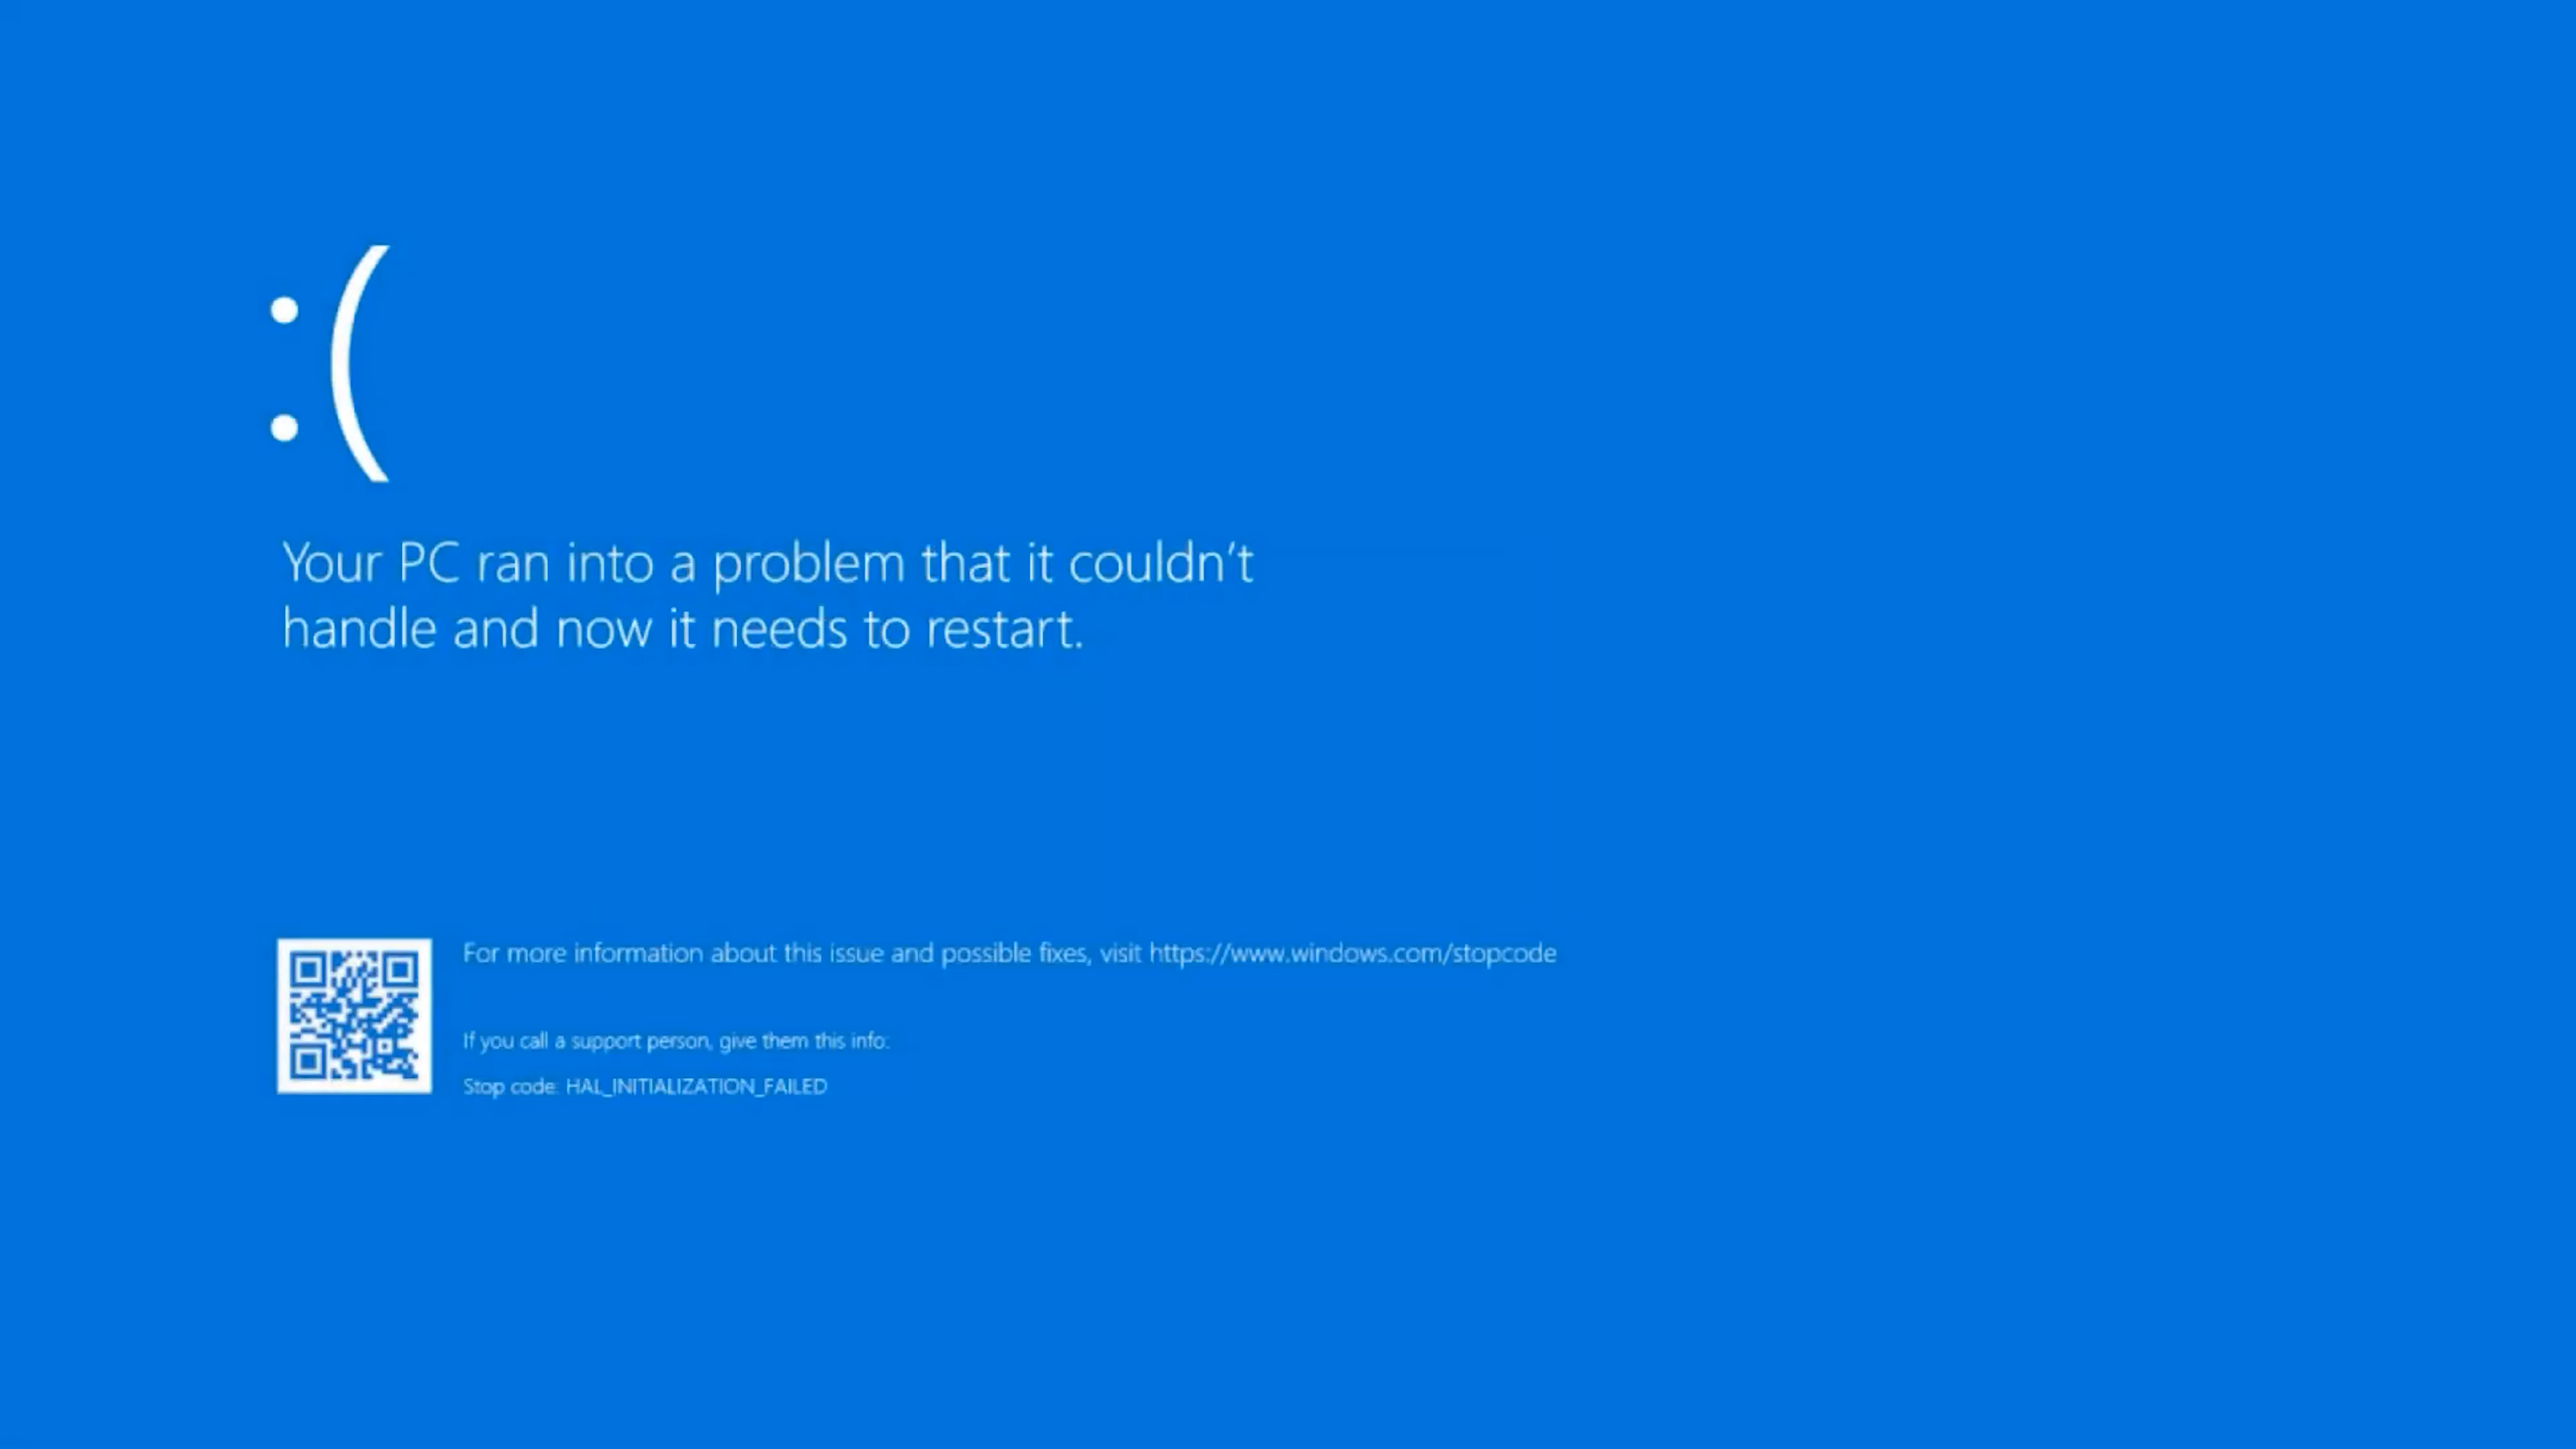 :(
Your PC ran into a problem that it couldn’t
handle and now it needs to restart.
For more information about this issue and possible fixes, visit https://www.windows.com/stopcode
If you call a support person, give them this info:
Stop code: HAL_INITIALIZATION_FAILED